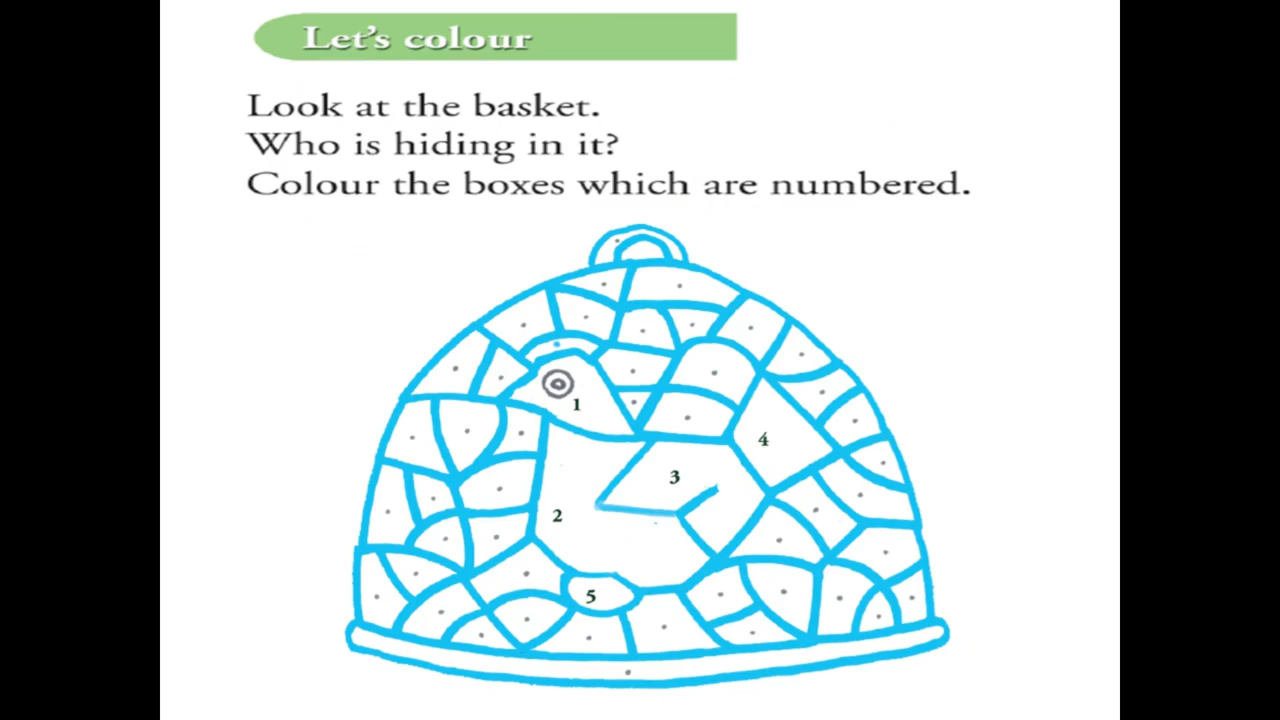 Let's colour
Look at the basket.
Who is hiding in it?
Colour the boxes which are numbered.
1
4
3
2
5